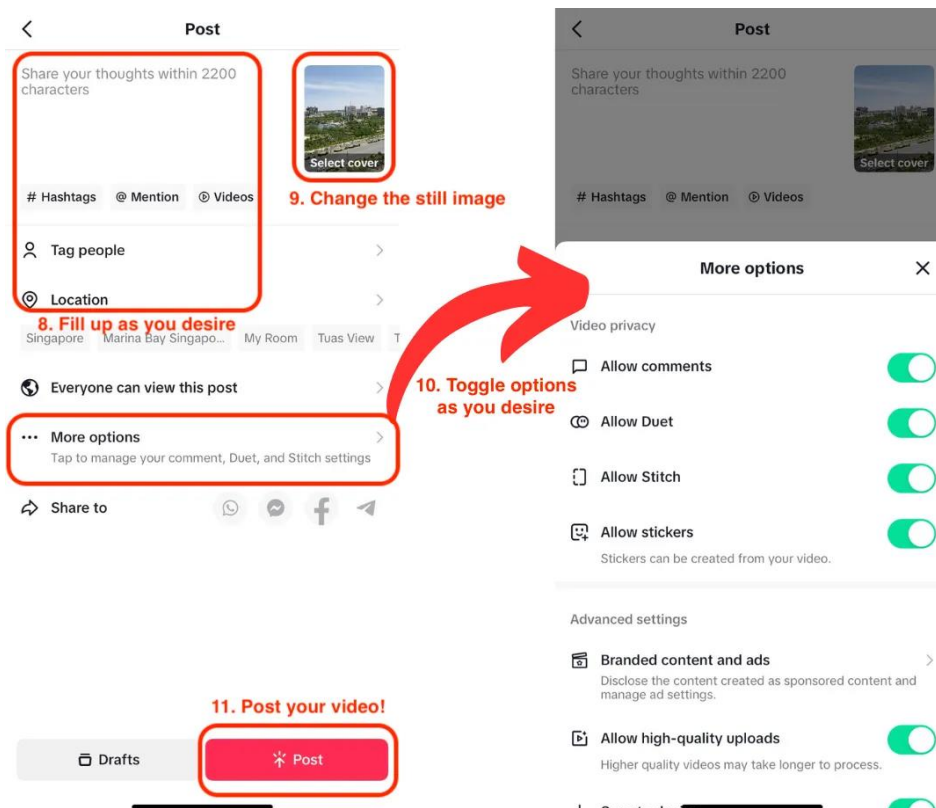 Post
Share your thoughts within 2200
characters
Select cover
# Hashtags @ Mention Videos
9. Change the still image
Tag people
Location
8. Fill up as you desire
Singapore Marina Bay Singapo... My Room Tuas View T
Everyone can view this post
More options
Tap to manage your comment, Duet, and Stitch settings
Share to
11. Post your video!
Drafts
Post
10. Toggle options
as you desire
Post
Share your thoughts within 2200
characters
Select cover
# Hashtags @ Mention Videos
More options
Video privacy
Allow comments
Allow Duet
Allow Stitch
Allow stickers
Stickers can be created from your video.
Advanced settings
Branded content and ads
Disclose the content created as sponsored content and
manage ad settings.
Allow high-quality uploads
Higher quality videos may take longer to process.